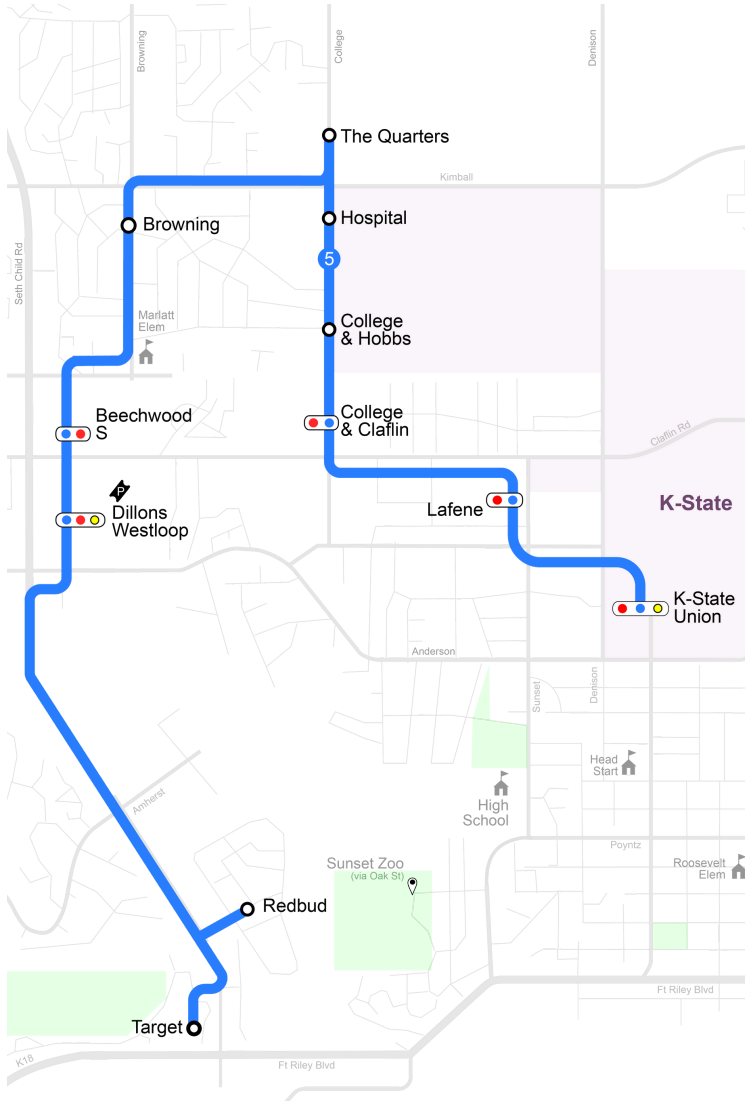 Browning
College
Denison
The Quarters
Kimball
Browning
Hospital
Seth Child Rd
5
Marlatt
Elem
College
& Hobbs
Beechwood
S
College
& Claflin
Claflin Rd
P
Dillons
Westloop
Lafene
K-State
K-State
Union
Anderson
Sunset
Denison
Head
Start
Amherst
High
School
Poyntz
Sunset Zoo
(via Oak St)
Roosevelt
Elem
Redbud
Ft Riley Blvd
Target
K18
Ft Riley Blvd